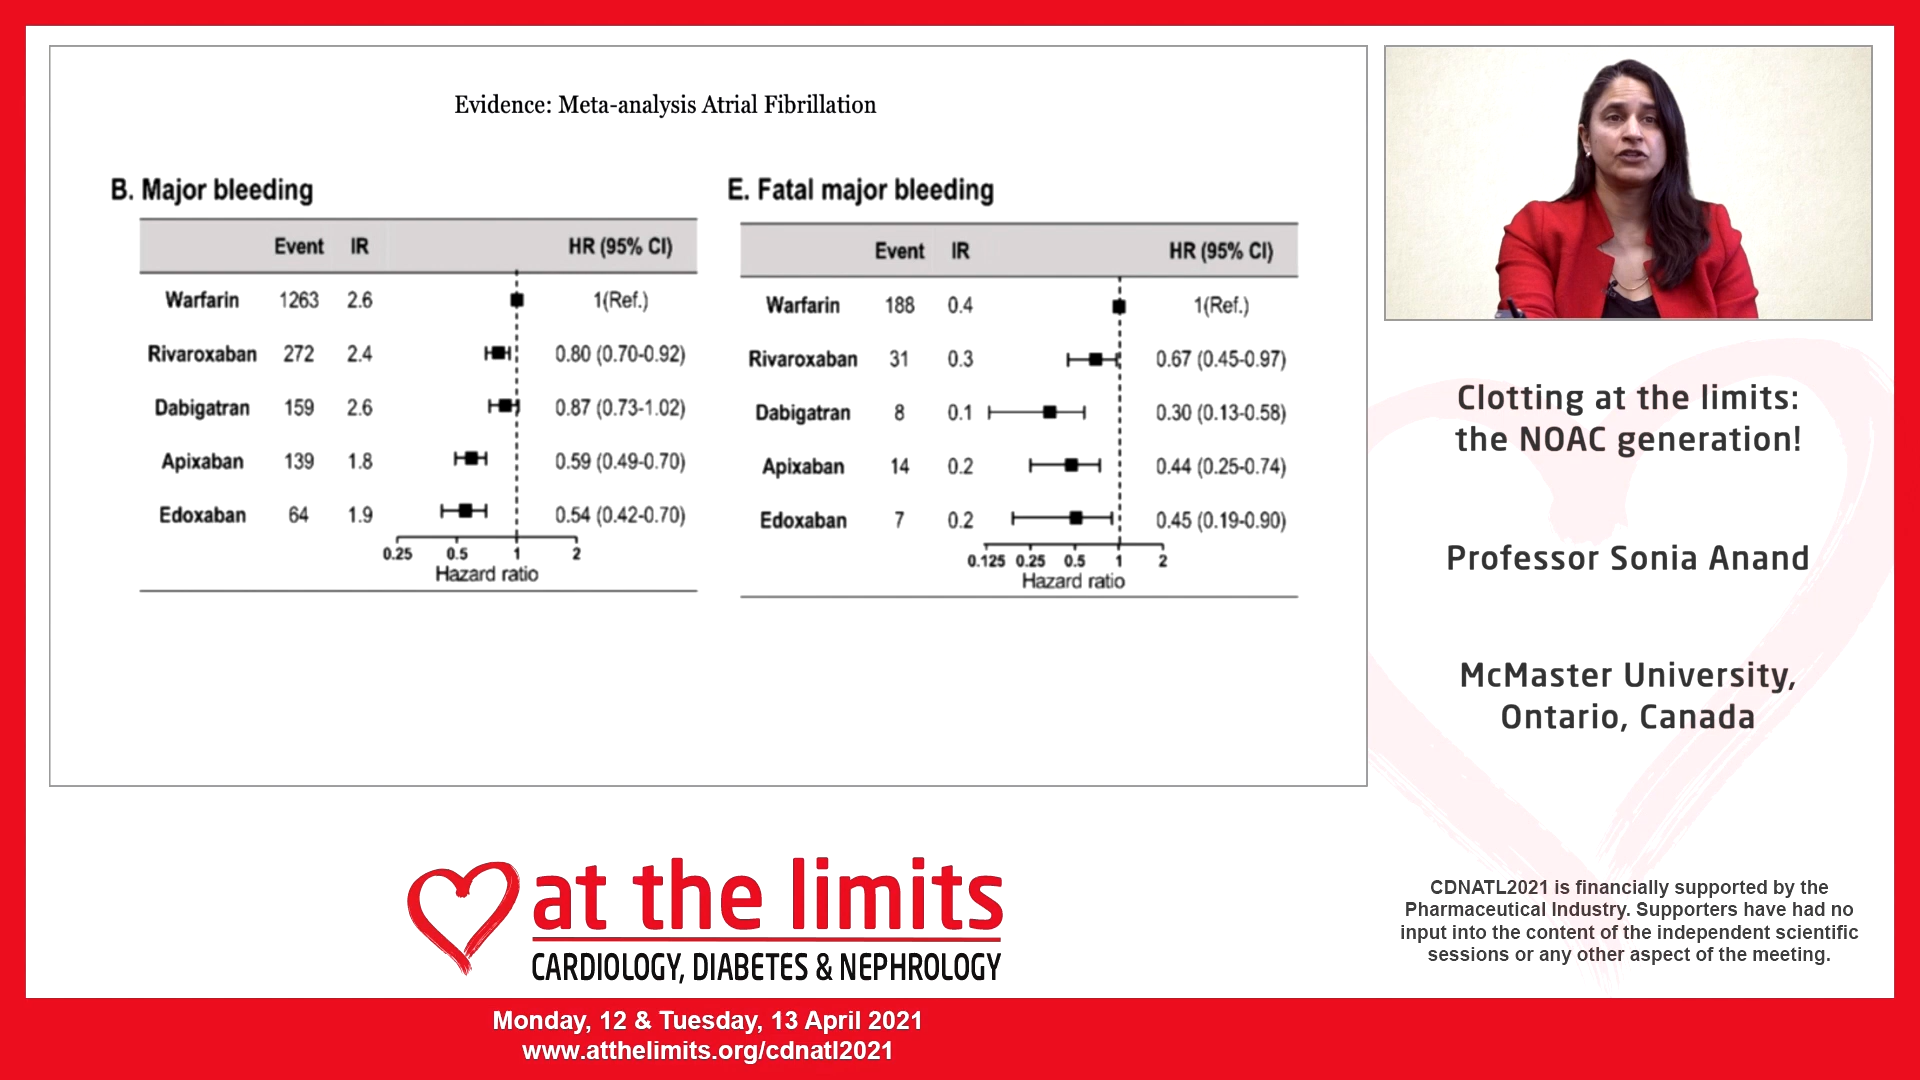 Evidence: Meta-analysis Atrial Fibrillation
B. Major bleeding
Event IR HR (95% CI)
Warfarin 1263 2.6 1(Ref.)
Rivaroxaban 272 2.4 0.80 (0.70-0.92)
Dabigatran 159 2.6 0.87 (0.73-1.02)
Apixaban 139 1.8 0.59 (0.49-0.70)
Edoxaban 64 1.9 0.54 (0.42-0.70)
0.25 0.5 1 2
Hazard ratio
E. Fatal major bleeding
Event IR HR (95% CI)
Warfarin 188 0.4 1(Ref.)
Rivaroxaban 31 0.3 0.67 (0.45-0.97)
Dabigatran 8 0.1 0.30 (0.13-0.58)
Apixaban 14 0.2 0.44 (0.25-0.74)
Edoxaban 7 0.2 0.45 (0.19-0.90)
0.125 0.25 0.5 1 2
Hazard ratio
Clotting at the limits:
the NOAC generation!
Professor Sonia Anand
McMaster University,
Ontario, Canada
CDNATL2021 is financially supported by the
Pharmaceutical Industry. Supporters have had no
input into the content of the independent scientific
sessions or any other aspect of the meeting.
at the limits
CARDIOLOGY, DIABETES & NEPHROLOGY
Monday, 12 & Tuesday, 13 April 2021
www.atthelimits.org/cdnatl2021